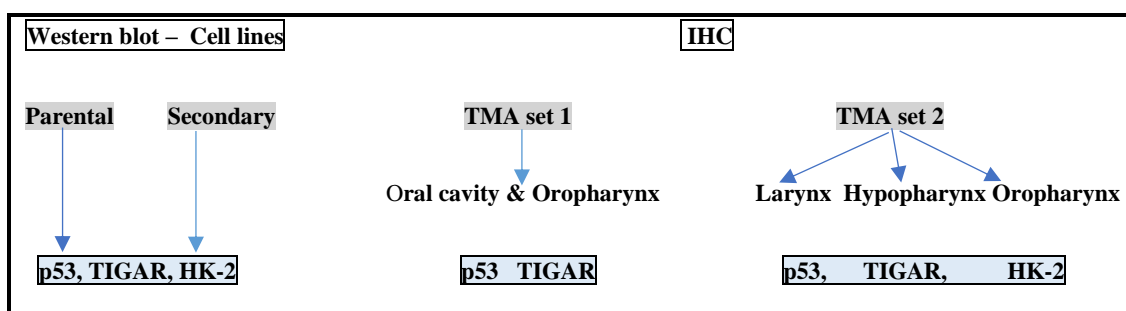 Western blot – Cell lines IHC
Parental Secondary TMA set 1 TMA set 2
Oral cavity & Oropharynx Larynx Hypopharynx Oropharynx
p53, TIGAR, HK-2 p53 TIGAR p53, TIGAR, HK-2